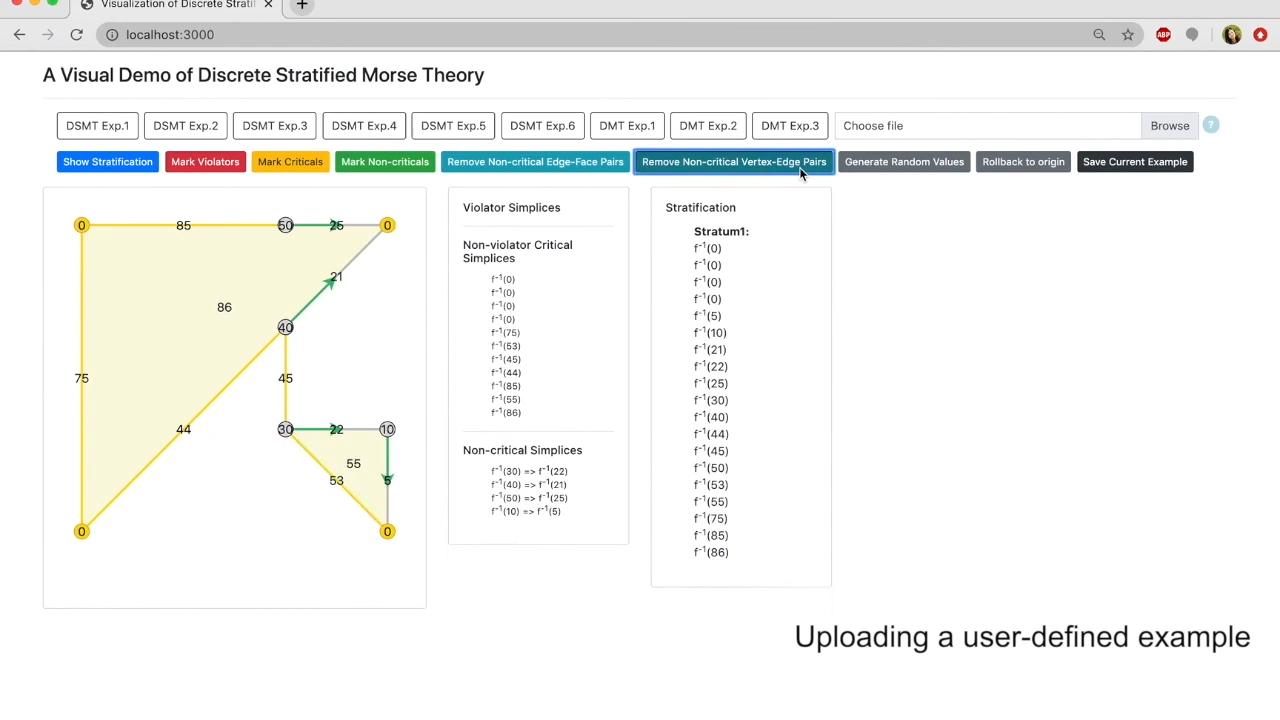 Visualization of Discrete Stratif
localhost:3000
ABP
A Visual Demo of Discrete Stratified Morse Theory
DSMT Exp.1 DSMT Exp.2 DSMT Exp.3 DSMT Exp.4 DSMT Exp.5 DSMT Exp.6 DMT Exp.1 DMT Exp.2 DMT Exp.3 Choose file Browse ?
Show Stratification Mark Violators Mark Criticals Mark Non-criticals Remove Non-critical Edge-Face Pairs Remove Non-critical Vertex-Edge Pairs Generate Random Values Rollback to origin Save Current Example
0 85 50 25 0
21
86
40
75 45
44 30 22 10
55
53 5
0 0
Violator Simplices
Non-violator Critical
Simplices
f⁻¹(0)
f⁻¹(0)
f⁻¹(0)
f⁻¹(0)
f⁻¹(75)
f⁻¹(53)
f⁻¹(45)
f⁻¹(44)
f⁻¹(85)
f⁻¹(55)
f⁻¹(86)
Non-critical Simplices
f⁻¹(30) => f⁻¹(22)
f⁻¹(40) => f⁻¹(21)
f⁻¹(50) => f⁻¹(25)
f⁻¹(10) => f⁻¹(5)
Stratification
Stratum1:
f⁻¹(0)
f⁻¹(0)
f⁻¹(0)
f⁻¹(0)
f⁻¹(5)
f⁻¹(10)
f⁻¹(21)
f⁻¹(22)
f⁻¹(25)
f⁻¹(30)
f⁻¹(40)
f⁻¹(44)
f⁻¹(45)
f⁻¹(50)
f⁻¹(53)
f⁻¹(55)
f⁻¹(75)
f⁻¹(85)
f⁻¹(86)
Uploading a user-defined example